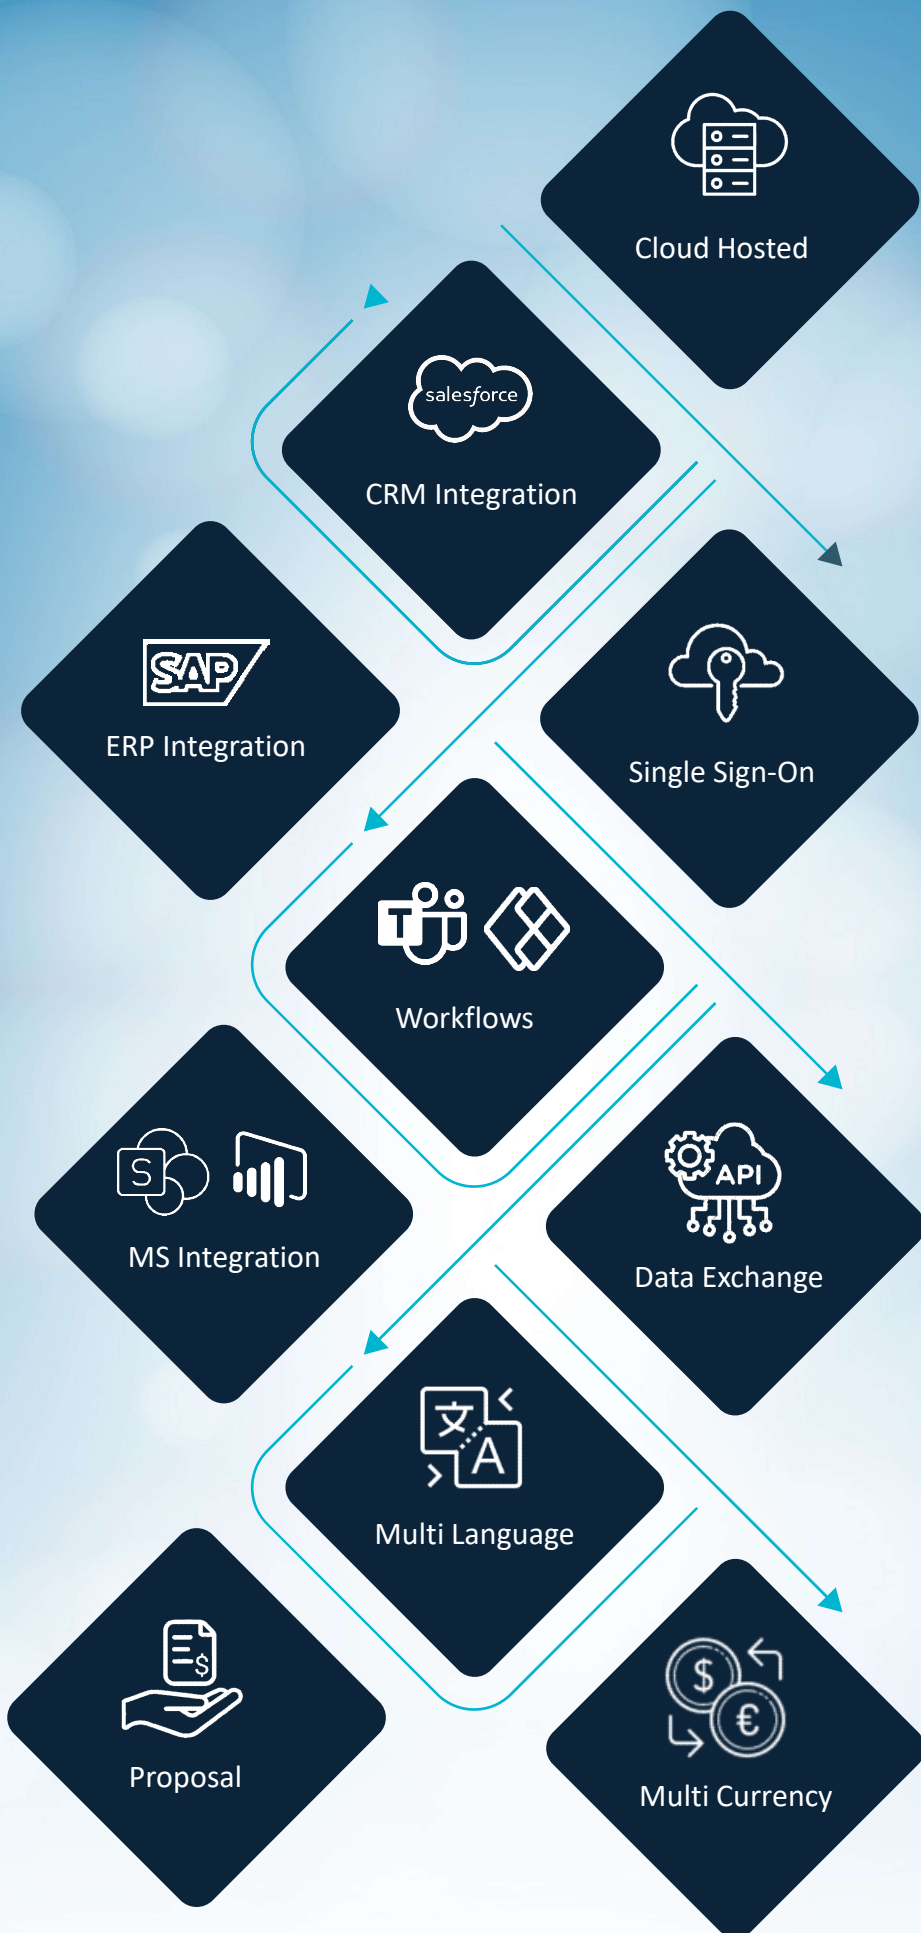 Cloud Hosted
salesforce
CRM Integration
SAP
ERP Integration
Single Sign-On
T
Workflows
S
MS Integration
API
Data Exchange
文
A
Multi Language
$
Proposal
$
€
Multi Currency